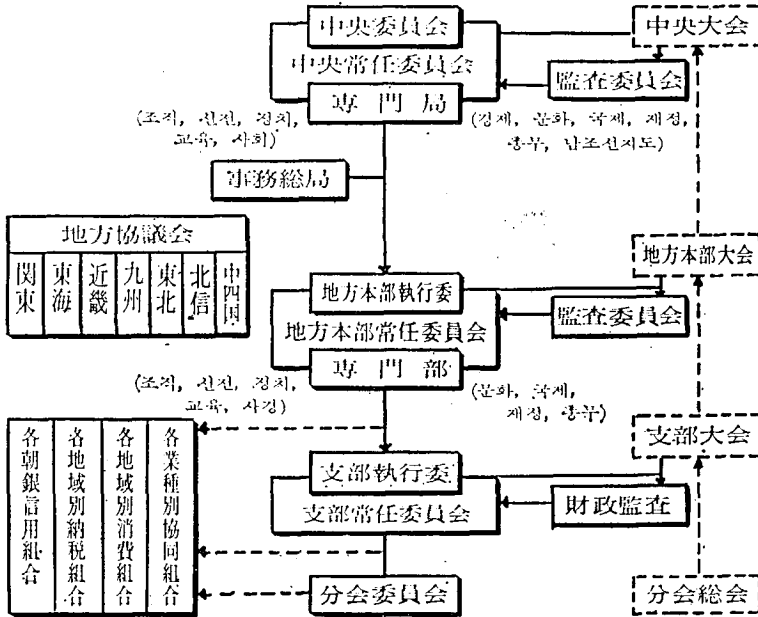 中央委員会
中央常任委員会
専門局
中央大会
監査委員会
(조직, 선전, 정치,
교육, 사회)
(경제, 문화, 국제, 재정,
총무, 남조선지도)
事務総局
地方協議会
関東
東海
近畿
九州
東北
北信
中四国
地方本部執行委
地方本部常任委員会
専門部
地方本部大会
監査委員会
(조직, 선전, 정치,
교육, 사경)
(문화, 국제,
재정, 총무)
各朝銀信用組合
各地域別納税組合
各地域別消費組合
各業種別協同組合
支部執行委
支部常任委員会
支部大会
財政監査
分会委員会
分会総会